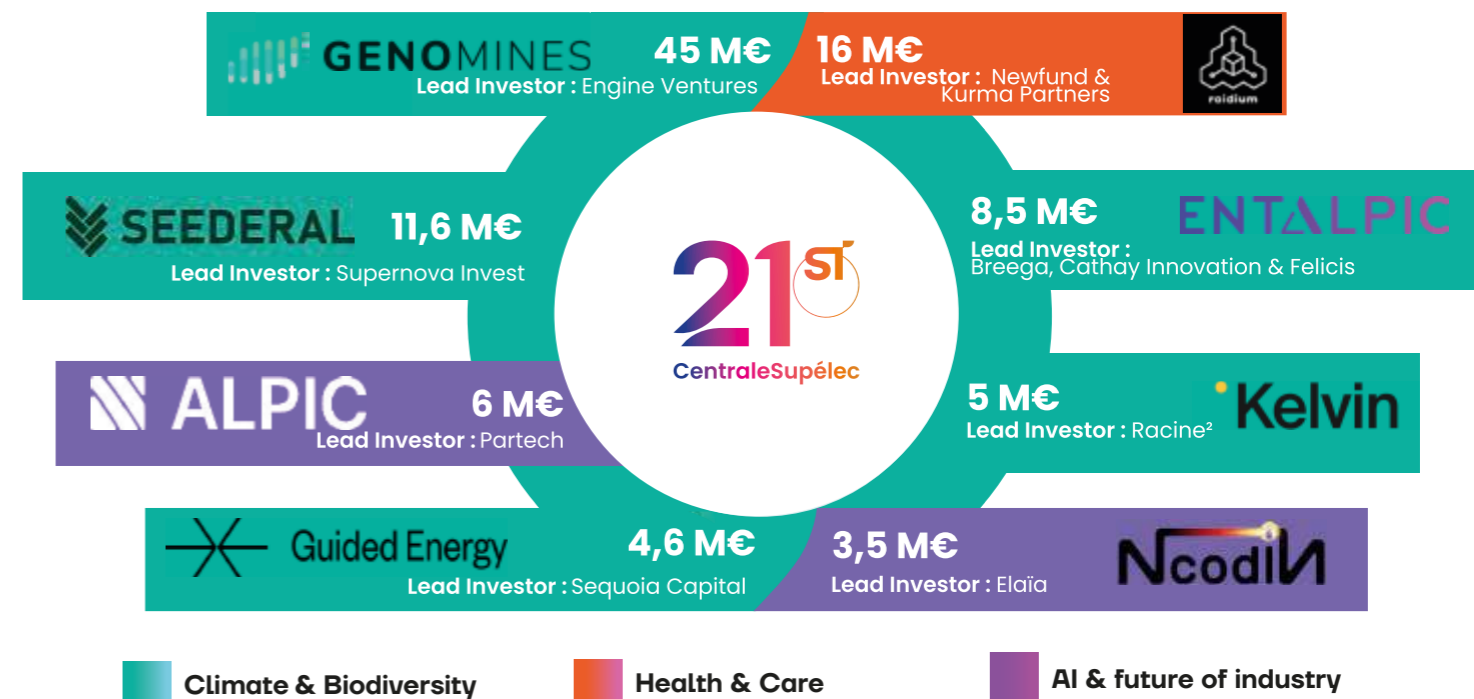 GENOMINES
45 M€
Lead Investor : Engine Ventures
16 M€
Lead Investor : Newfund &
Kurma Partners
raidium
SEEDERAL
11,6 M€
Lead Investor : Supernova Invest
8,5 M€
Lead Investor :
Breega, Cathay Innovation & Felicis
ENTALPIC
21ST
CentraleSupélec
ALPIC
6 M€
Lead Investor : Partech
5 M€
Lead Investor : Racine²
Kelvin
Guided Energy
4,6 M€
Lead Investor : Sequoia Capital
3,5 M€
Lead Investor : Elaïa
NcodiN
Climate & Biodiversity
Health & Care
AI & future of industry